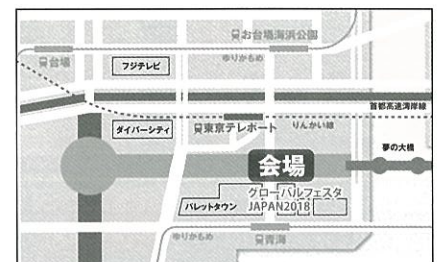 お台場海浜公園
台場
フジテレビ
ゆりかもめ
首都高速湾岸線
ダイバーシティ
東京テレポート
りんかい線
夢の大橋
会場
グローバルフェスタ
JAPAN2018
パレットタウン
ゆりかもめ
青海